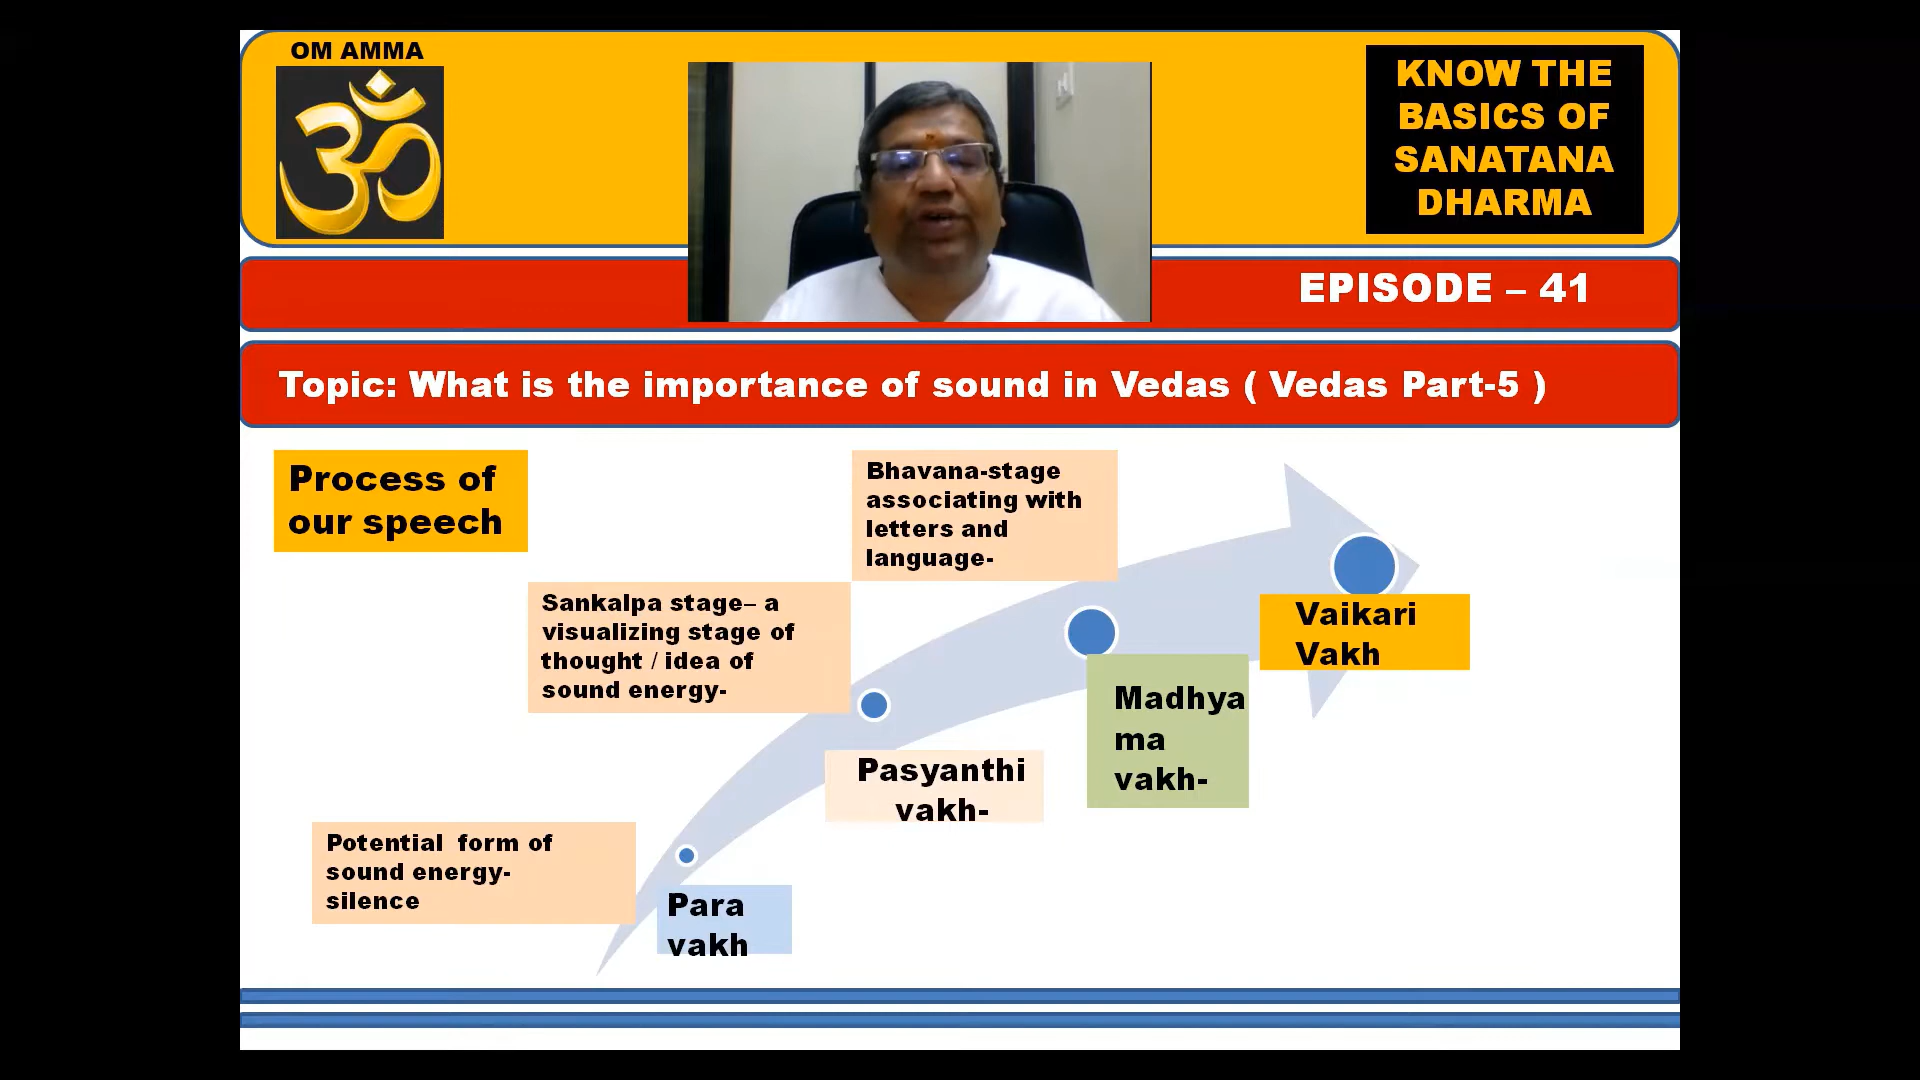 OM AMMA
KNOW THE
BASICS OF
SANATANA
DHARMA
EPISODE – 41
Topic: What is the importance of sound in Vedas ( Vedas Part-5 )
Process of
our speech
Bhavana-stage
associating with
letters and
language-
Sankalpa stage– a
visualizing stage of
thought / idea of
sound energy-
Vaikari
Vakh
Madhya
ma
vakh-
Pasyanthi
vakh-
Potential form of
sound energy-
silence
Para
vakh